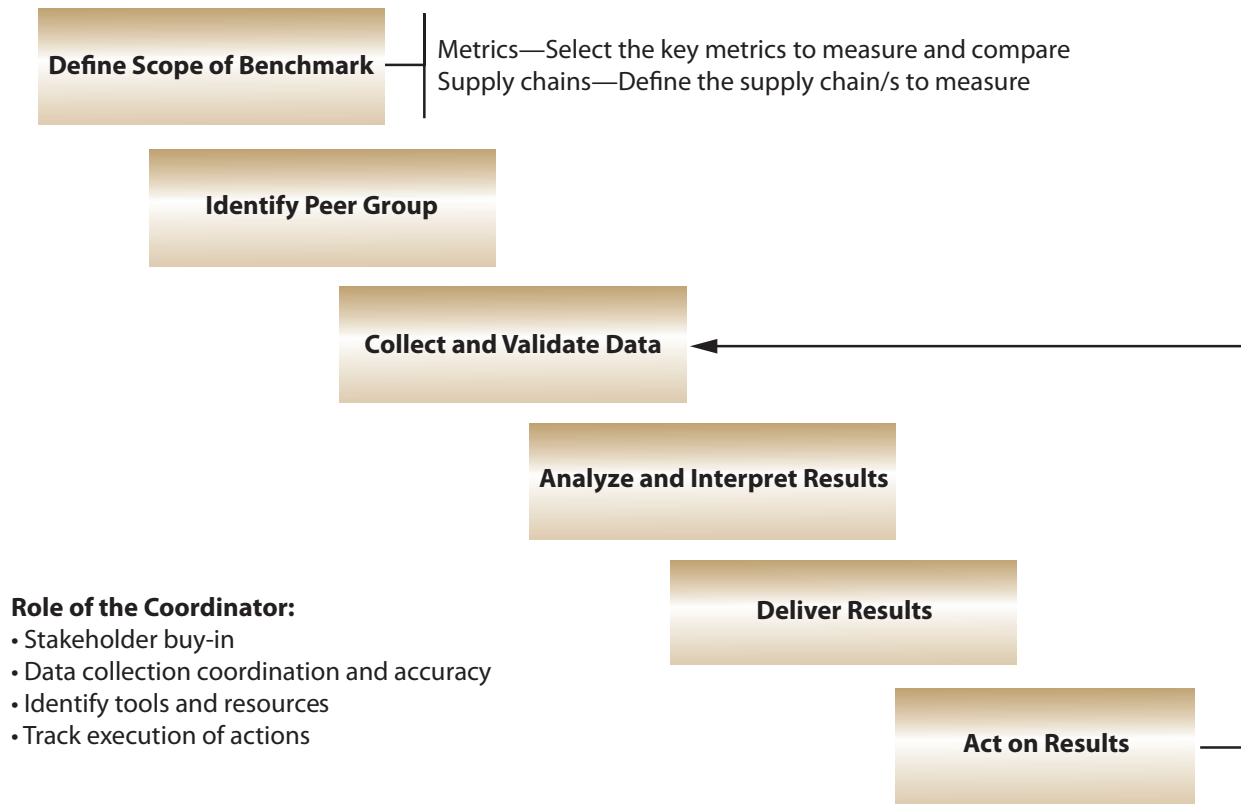 Define Scope of Benchmark
Metrics—Select the key metrics to measure and compare
Supply chains—Define the supply chain/s to measure
Identify Peer Group
Collect and Validate Data
Analyze and Interpret Results
Deliver Results
Role of the Coordinator:
• Stakeholder buy-in
• Data collection coordination and accuracy
• Identify tools and resources
• Track execution of actions
Act on Results